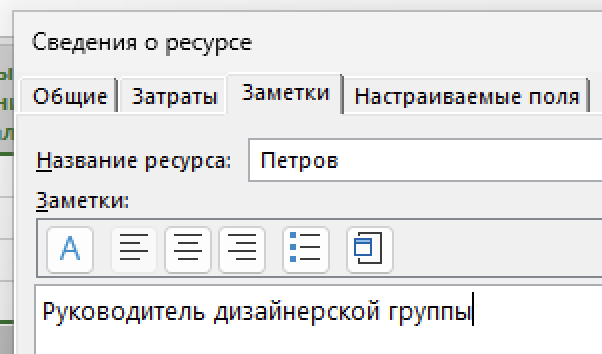 Сведения о ресурсе
Общие Затраты Заметки Настраиваемые поля
Название ресурса: Петров
Заметки:
A
Руководитель дизайнерской группы